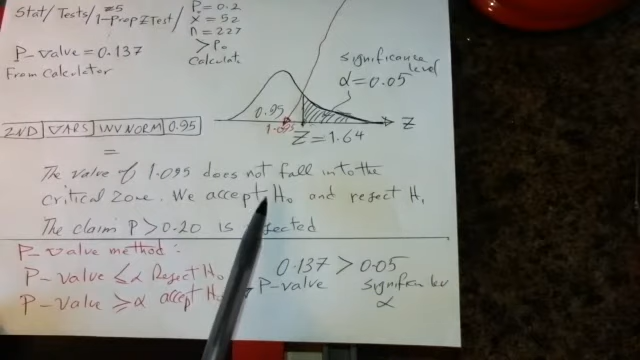 Stat/Tests/#5 1-PropZTest/
P₀ = 0.2
x = 52
n = 227
> P₀
Calculate
P-value = 0.137
From calculator
significance level
α = 0.05
0.95
1.095
Z
Z = 1.64
2ND VARS INVNORM 0.95
=
The value of 1.095 does not fall into the
critical zone. We accept H₀ and reject H₁
The claim P > 0.20 is rejected
P-value method:
P-value ≤ α Reject H₀
P-value ≥ α accept H₀
0.137 > 0.05
P-value
α